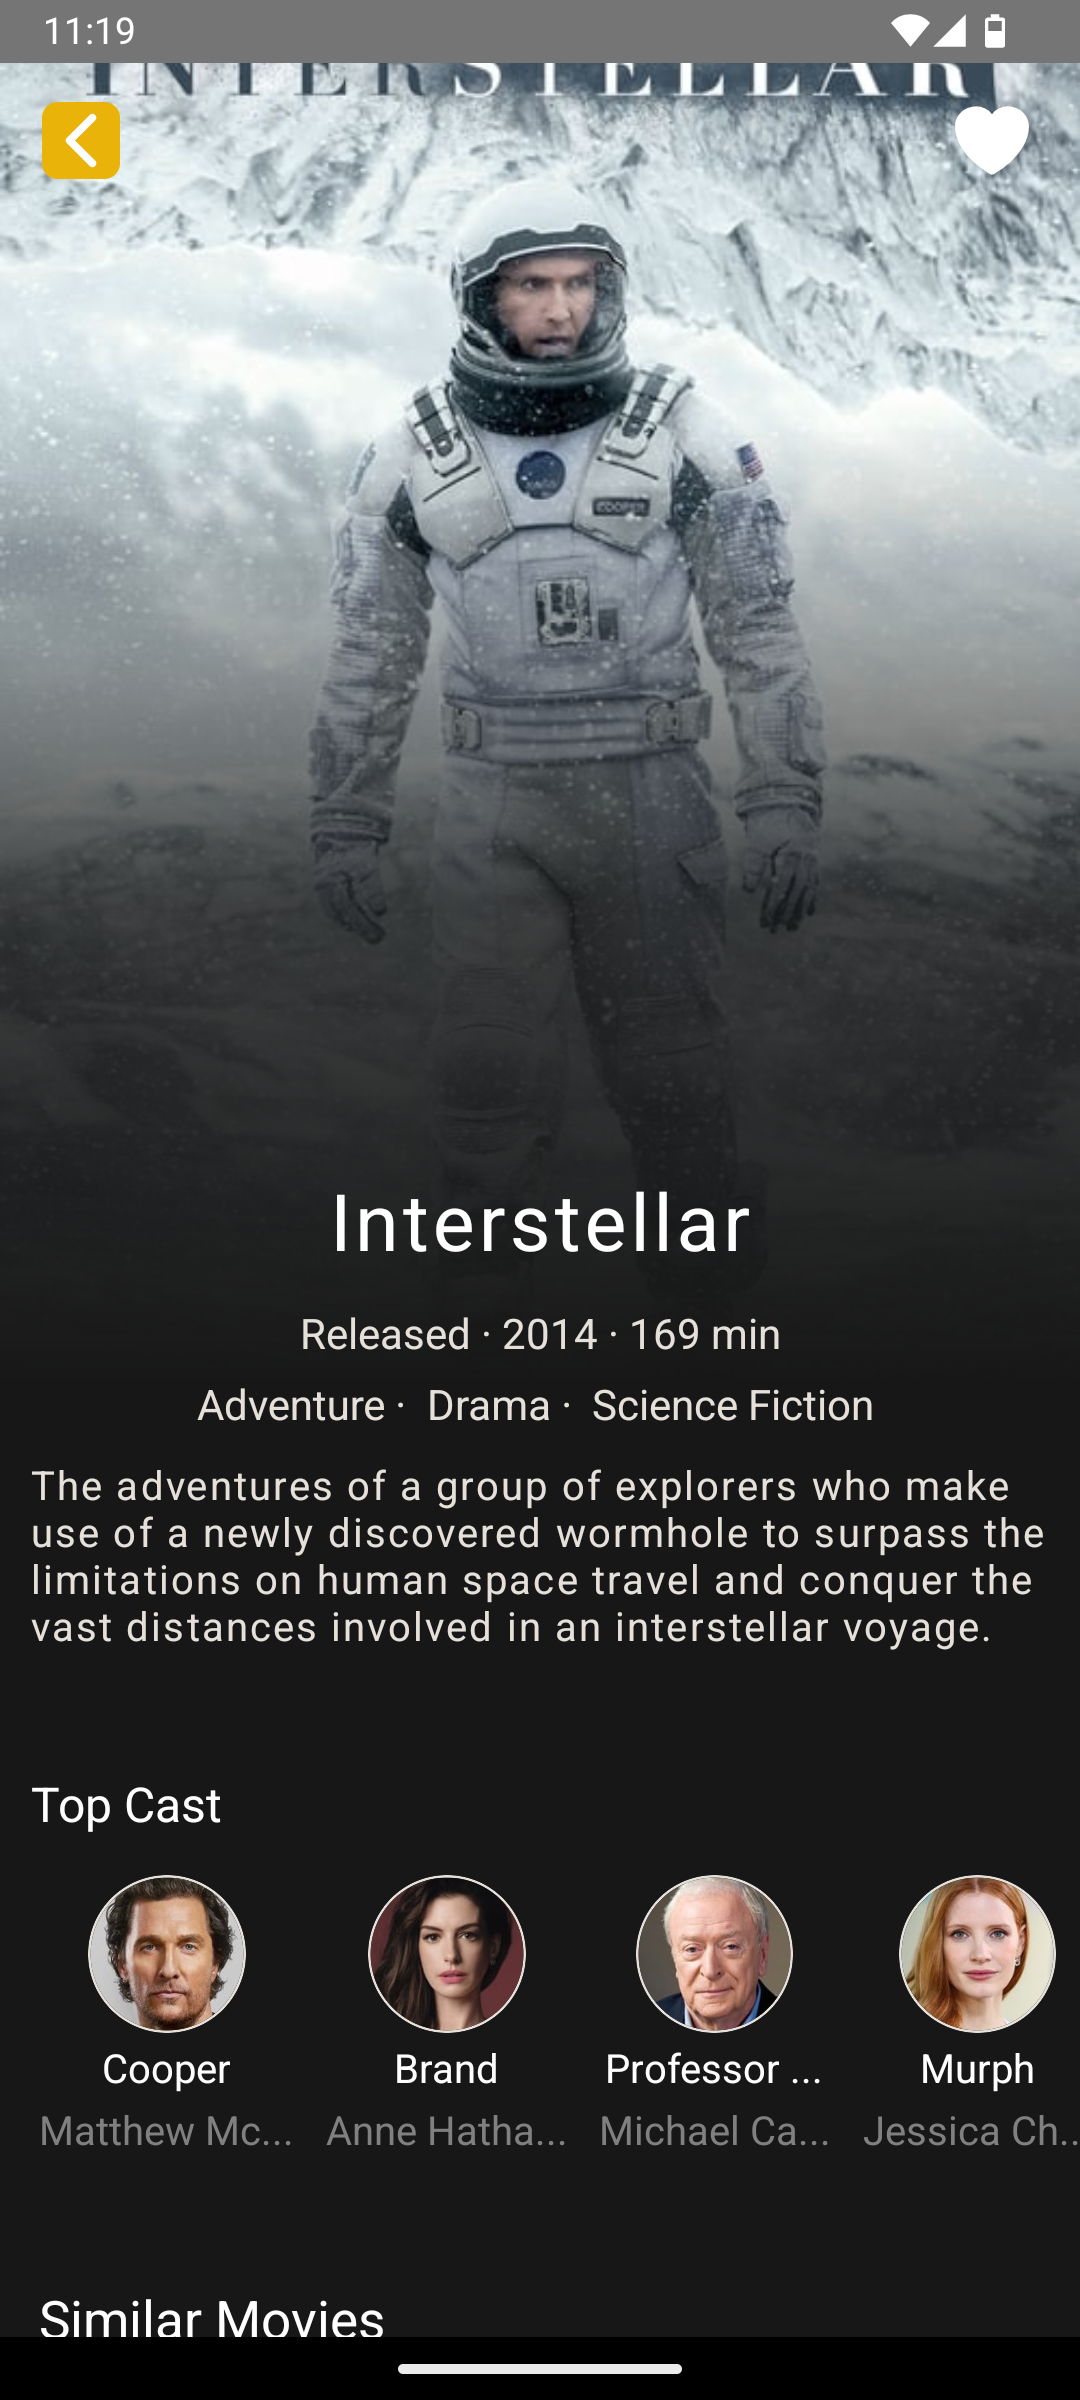 11:19
INTERSTELLAR
COOPER
Interstellar
Released · 2014 · 169 min
Adventure · Drama · Science Fiction
The adventures of a group of explorers who make
use of a newly discovered wormhole to surpass the
limitations on human space travel and conquer the
vast distances involved in an interstellar voyage.
Top Cast
Cooper Brand Professor ... Murph
Matthew Mc... Anne Hatha... Michael Ca... Jessica Ch...
Similar Movies